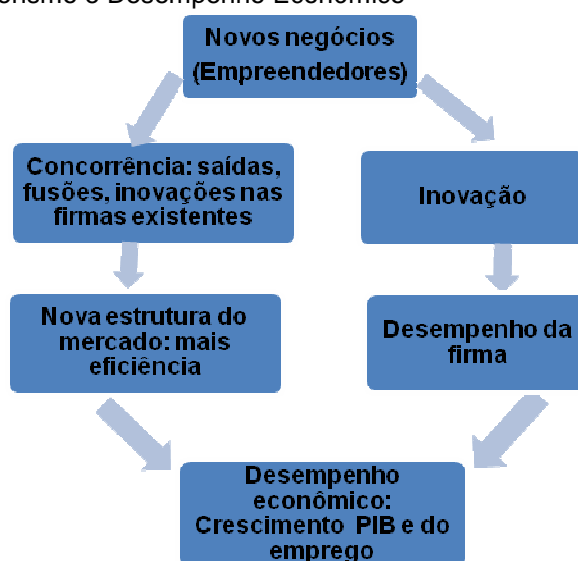 e Desempenho Econômico
Novos negócios
(Empreendedores)
Concorrência: saídas,
fusões, inovações nas
firmas existentes
Inovação
Nova estrutura do
mercado: mais
eficiência
Desempenho da
firma
Desempenho
econômico:
Crescimento PIB e do
emprego